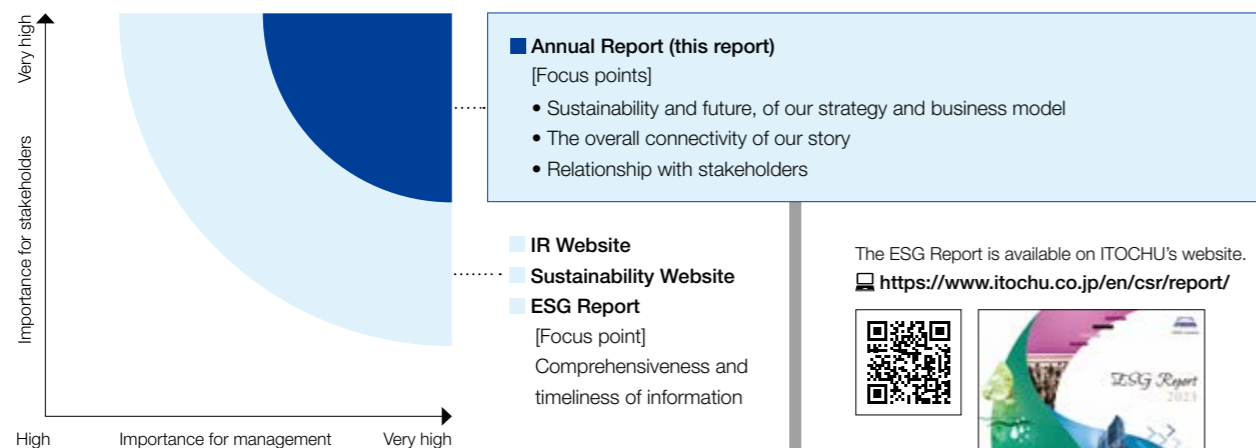 Very high
Importance for stakeholders
High
Importance for management
Very high
Annual Report (this report)
[Focus points]
• Sustainability and future, of our strategy and business model
• The overall connectivity of our story
• Relationship with stakeholders
IR Website
Sustainability Website
ESG Report
[Focus point]
Comprehensiveness and
timeliness of information
The ESG Report is available on ITOCHU's website.
https://www.itochu.co.jp/en/csr/report/
ESG Report
2023